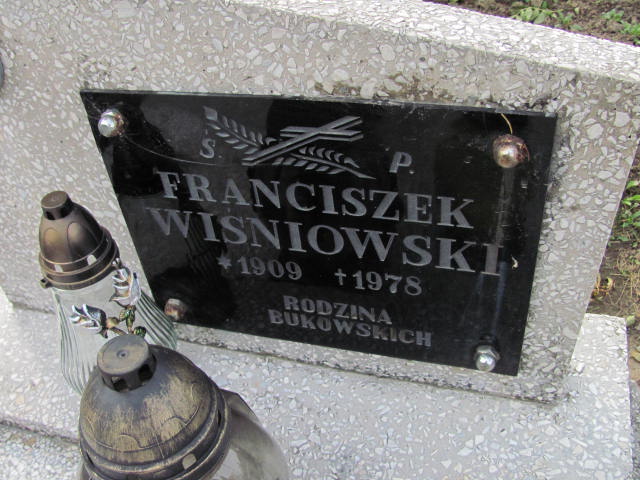 Ś. P.
FRANCISZEK
WISNIOWSKI
*1909 †1978
RODZINA
BUKOWSKICH